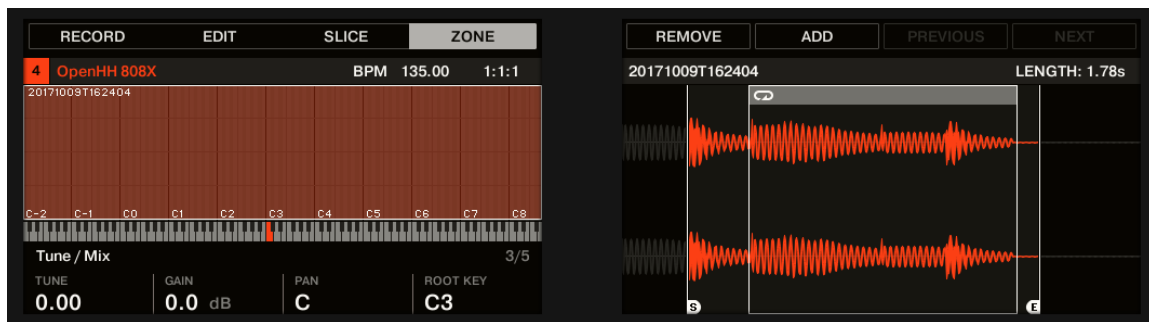 RECORD EDIT SLICE ZONE
4 OpenHH 808X BPM 135.00 1:1:1
20171009T162404
C-2 C-1 C0 C1 C2 C3 C4 C5 C6 C7 C8
Tune / Mix 3/5
TUNE GAIN PAN ROOT KEY
0.00 0.0 dB C C3
REMOVE ADD PREVIOUS NEXT
20171009T162404 LENGTH: 1.78s
S E